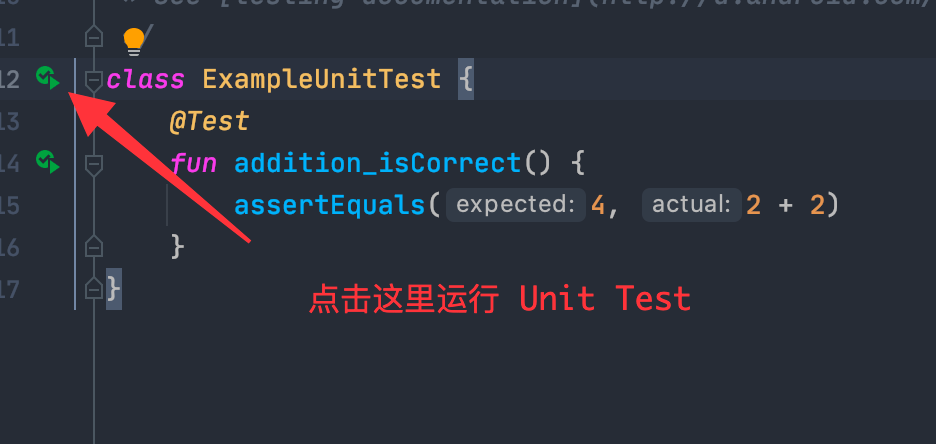 * See [testing documentation](http://d.android.com/
11 */
12 class ExampleUnitTest {
13 @Test
14 fun addition_isCorrect() {
15 assertEquals( expected: 4, actual: 2 + 2)
16 }
17 }
点击这里运行 Unit Test